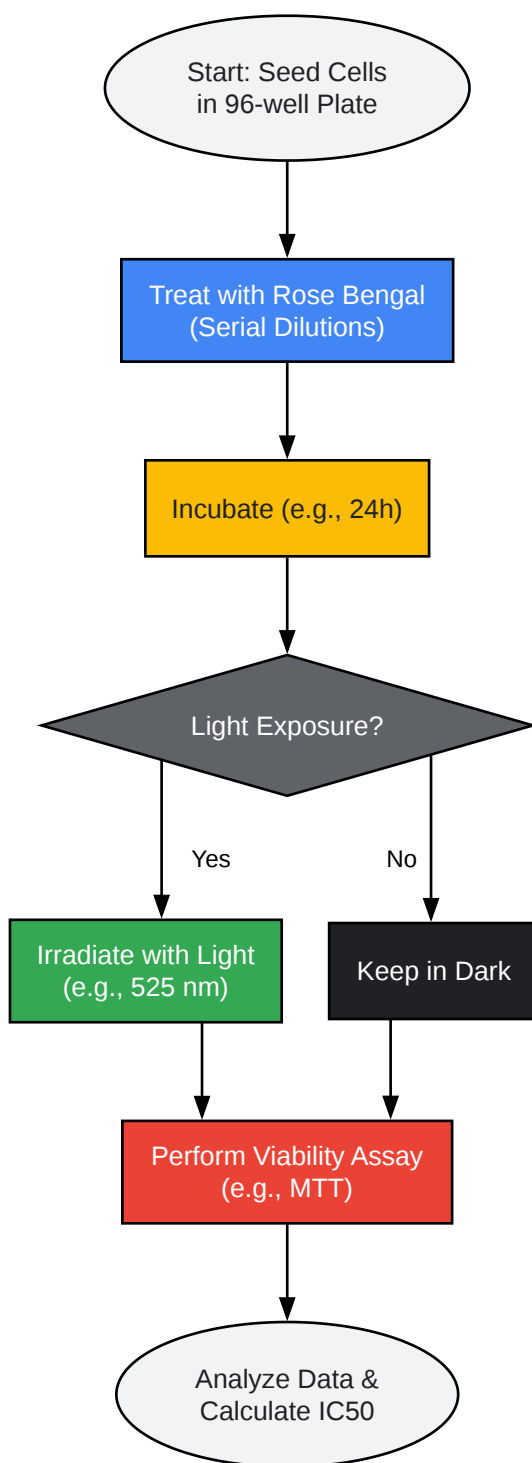 Start: Seed Cells
in 96-well Plate
Treat with Rose Bengal
(Serial Dilutions)
Incubate (e.g., 24h)
Light Exposure?
Yes
No
Irradiate with Light
(e.g., 525 nm)
Keep in Dark
Perform Viability Assay
(e.g., MTT)
Analyze Data &
Calculate IC50